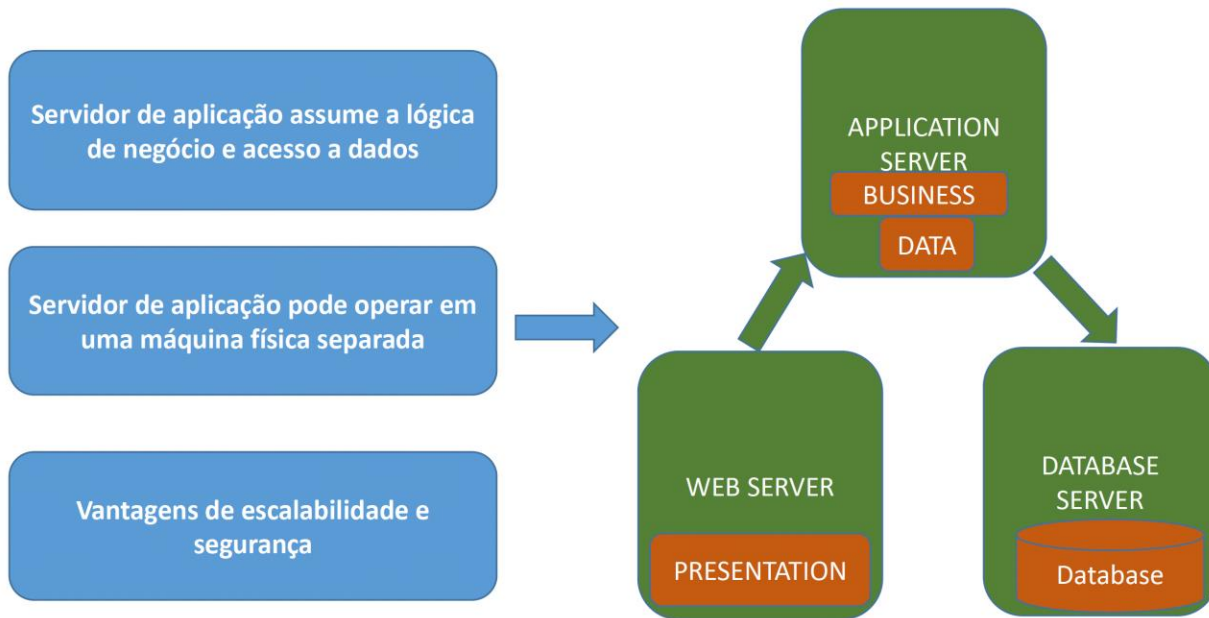 Servidor de aplicação assume a lógica
de negócio e acesso a dados
Servidor de aplicação pode operar em
uma máquina física separada
Vantagens de escalabilidade e
segurança
APPLICATION
SERVER
BUSINESS
DATA
WEB SERVER
PRESENTATION
DATABASE
SERVER
Database